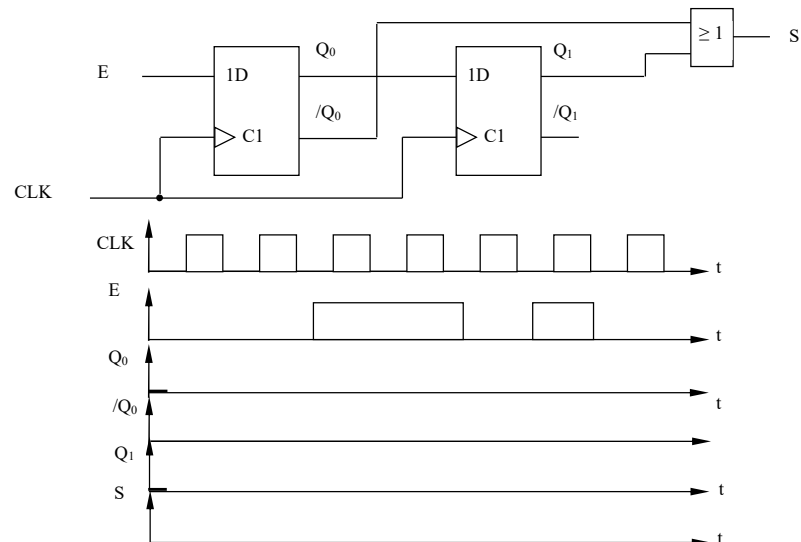 ≥ 1
S
Q₀
Q₁
E
1D
1D
/Q₀
/Q₁
C1
C1
CLK
CLK
t
E
t
Q₀
t
/Q₀
Q₁
t
S
t